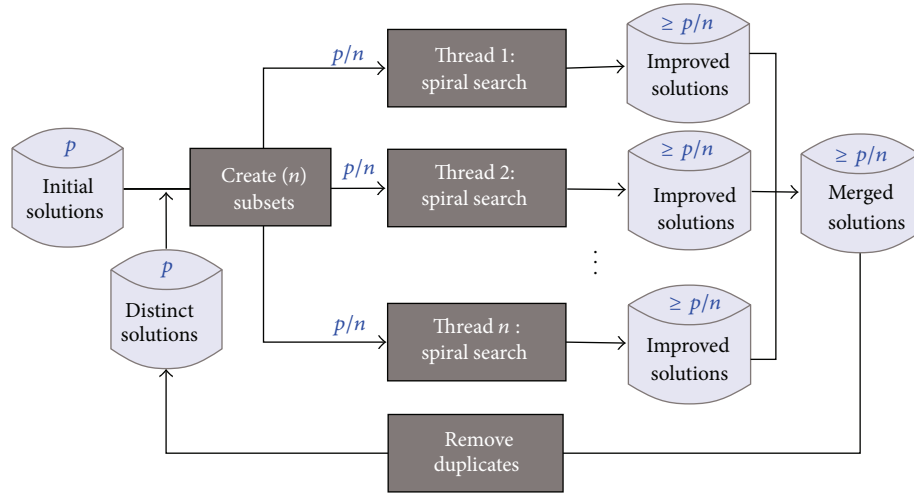 p
Initial
solutions
p
Distinct
solutions
Create (n)
subsets
p/n
Thread 1:
spiral search
≥ p/n
Improved
solutions
p/n
Thread 2:
spiral search
≥ p/n
Improved
solutions
⋮
p/n
Thread n :
spiral search
≥ p/n
Improved
solutions
≥ p/n
Merged
solutions
Remove
duplicates